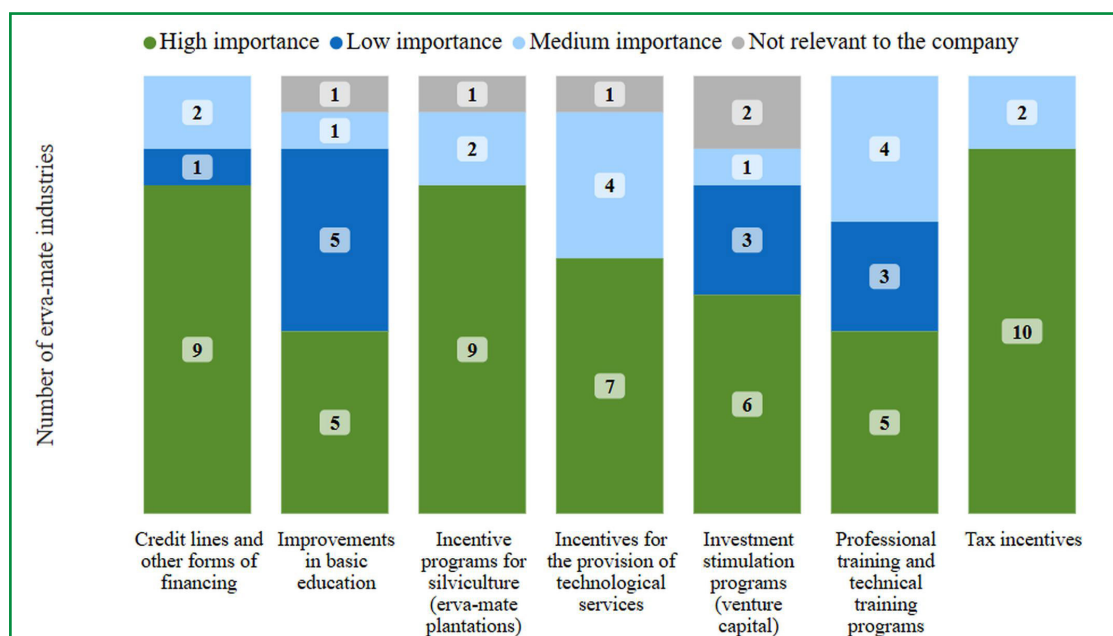 High importance Low importance Medium importance Not relevant to the company
Number of erva-mate industries
2
1
9
1
1
5
5
1
2
9
1
4
7
2
1
3
6
4
3
5
2
10
Credit lines and
other forms of
financing
Improvements
in basic
education
Incentive
programs for
silviculture
(erva-mate
plantations)
Incentives for
the provision of
technological
services
Investment
stimulation
programs
(venture
capital)
Professional
training and
technical
training
programs
Tax incentives